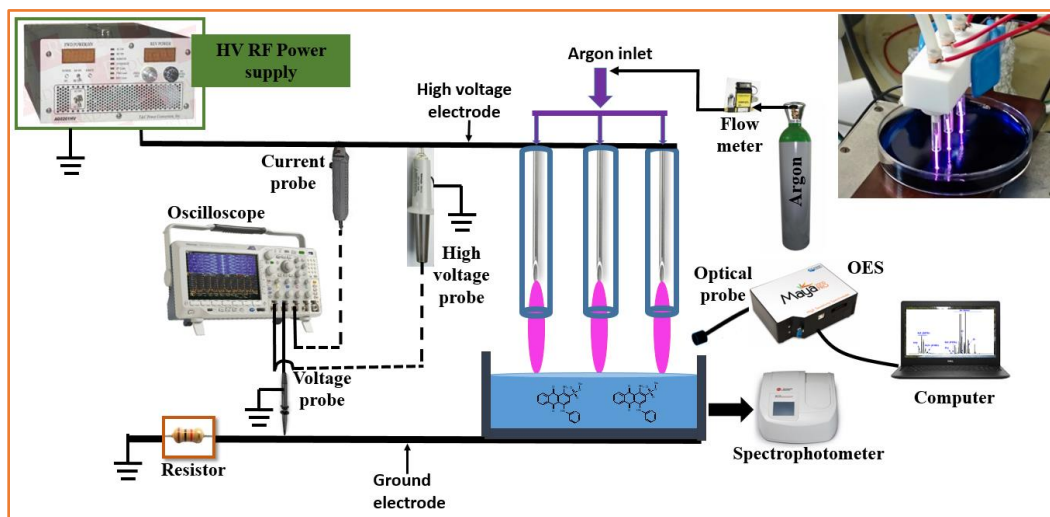 HV RF Power
supply
High voltage
electrode
Argon inlet
Flow
meter
Argon
Current
probe
Oscilloscope
High
voltage
probe
Voltage
probe
Optical
probe
OES
Maya
Computer
Spectrophotometer
Resistor
Ground
electrode